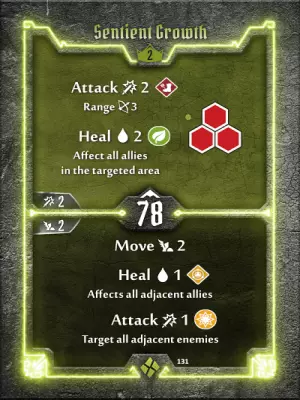 Sentient Growth
2
Attack 2
Range 3
Heal 2
Affect all allies
in the targeted area
2
78
2
Move 2
Heal 1
Affects all adjacent allies
Attack 1
Target all adjacent enemies
131